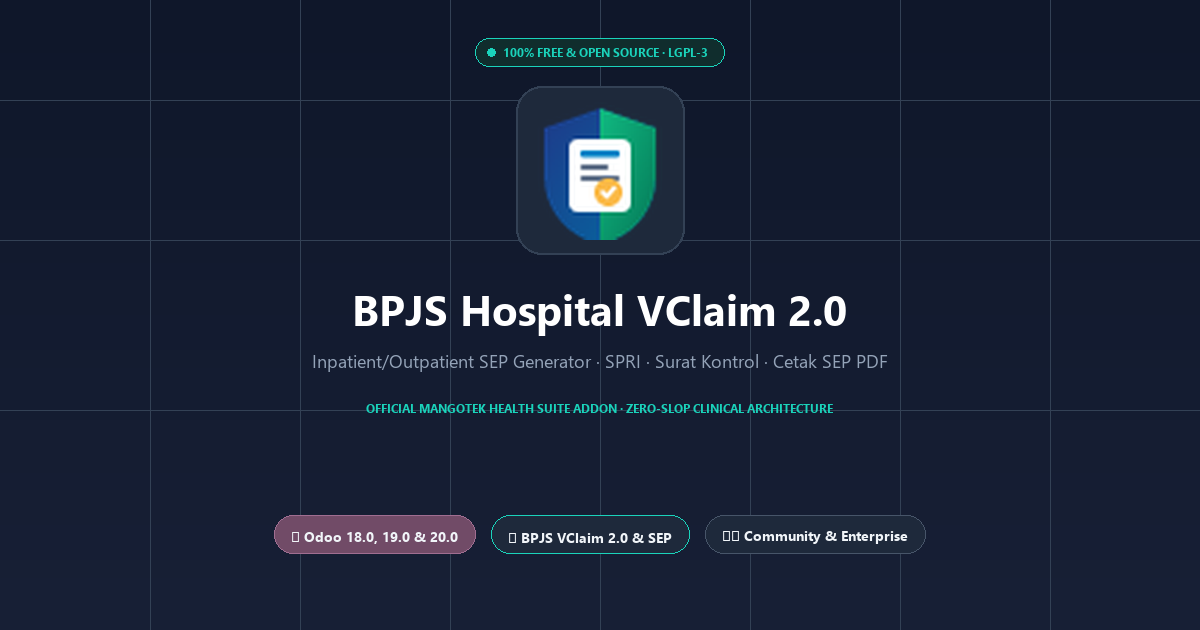 100% FREE & OPEN SOURCE · LGPL-3
BPJS Hospital VClaim 2.0
Inpatient/Outpatient SEP Generator · SPRI · Surat Kontrol · Cetak SEP PDF
OFFICIAL MANGOTEK HEALTH SUITE ADDON · ZERO-SLOP CLINICAL ARCHITECTURE
Odoo 18.0, 19.0 & 20.0
BPJS VClaim 2.0 & SEP
Community & Enterprise